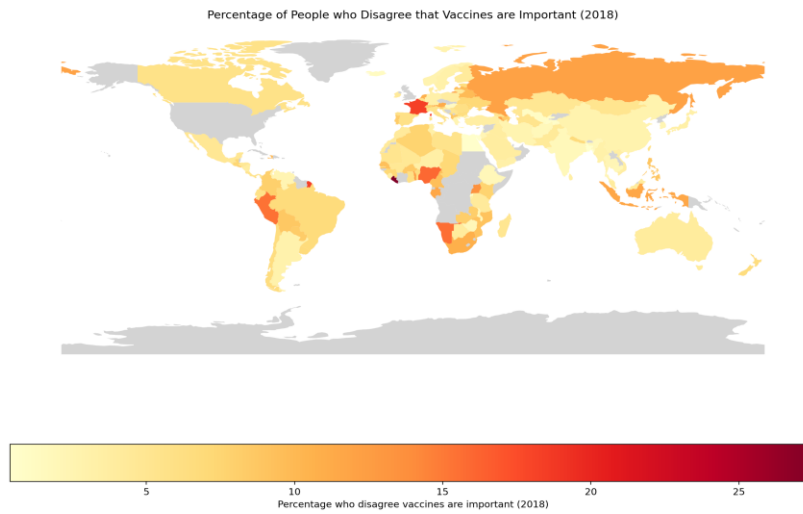 Percentage of People who Disagree that Vaccines are Important (2018)
5 10 15 20 25
Percentage who disagree vaccines are important (2018)